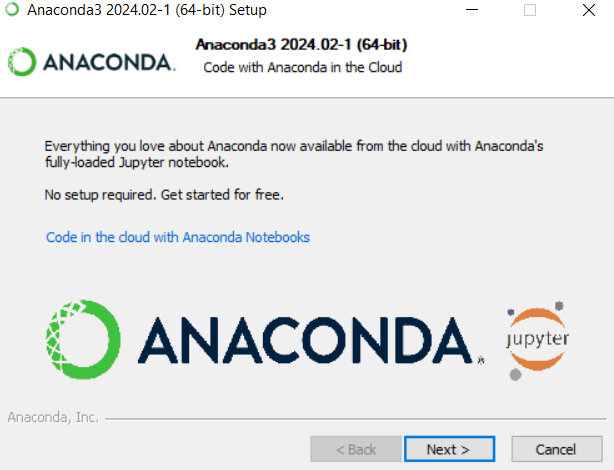 Anaconda3 2024.02-1 (64-bit) Setup
Anaconda3 2024.02-1 (64-bit)
ANACONDA.
Code with Anaconda in the Cloud
Everything you love about Anaconda now available from the cloud with Anaconda's
fully-loaded Jupyter notebook.
No setup required. Get started for free.
Code in the cloud with Anaconda Notebooks
ANACONDA.
jupyter
Anaconda, Inc.
< Back Next > Cancel